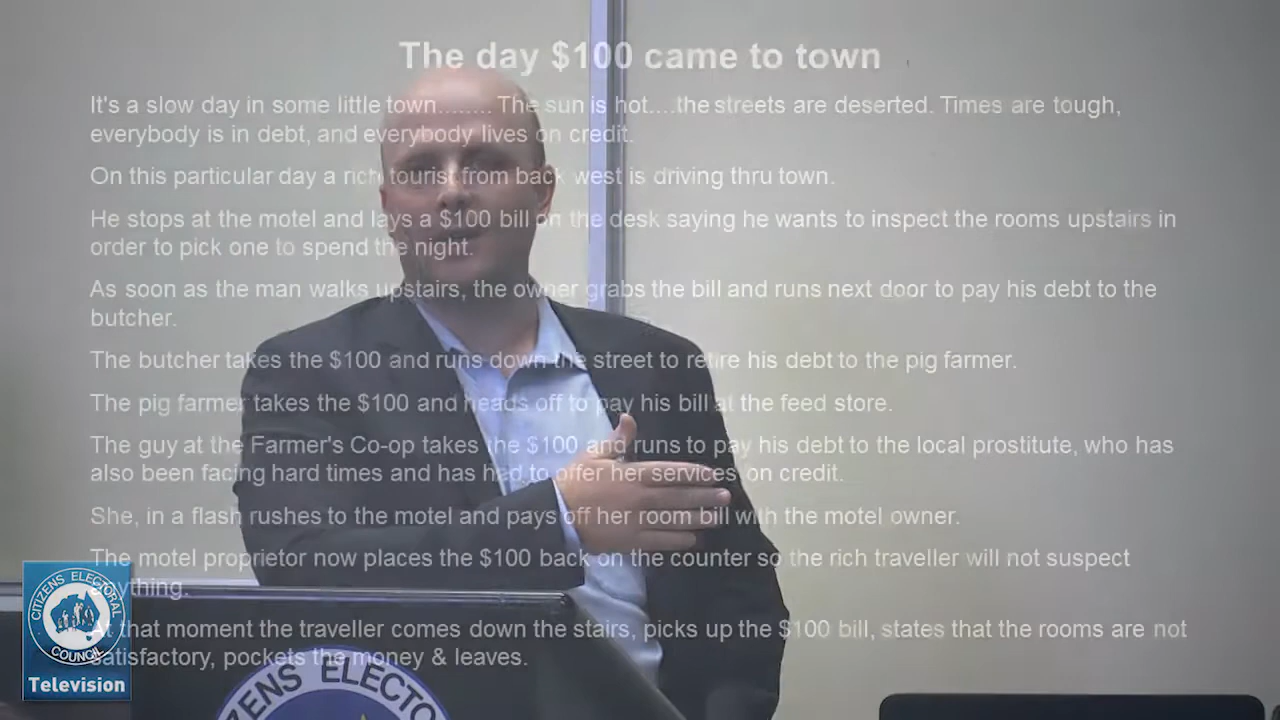 The day $100 came to town
It's a slow day in some little town........ The sun is hot....the streets are deserted. Times are tough,
everybody is in debt, and everybody lives on credit.
On this particular day a rich tourist from back west is driving thru town.
He stops at the motel and lays a $100 bill on the desk saying he wants to inspect the rooms upstairs in
order to pick one to spend the night.
As soon as the man walks upstairs, the owner grabs the bill and runs next door to pay his debt to the
butcher.
The butcher takes the $100 and runs down the street to retire his debt to the pig farmer.
The pig farmer takes the $100 and heads off to pay his bill at the feed store.
The guy at the Farmer's Co-op takes the $100 and runs to pay his debt to the local prostitute, who has
also been facing hard times and has had to offer her services on credit.
She, in a flash rushes to the motel and pays off her room bill with the motel owner.
The motel proprietor now places the $100 back on the counter so the rich traveller will not suspect
anything.
At that moment the traveller comes down the stairs, picks up the $100 bill, states that the rooms are not
satisfactory, pockets the money & leaves.
CITIZENS ELECTORAL
COUNCIL
Television
ZENS ELECTO